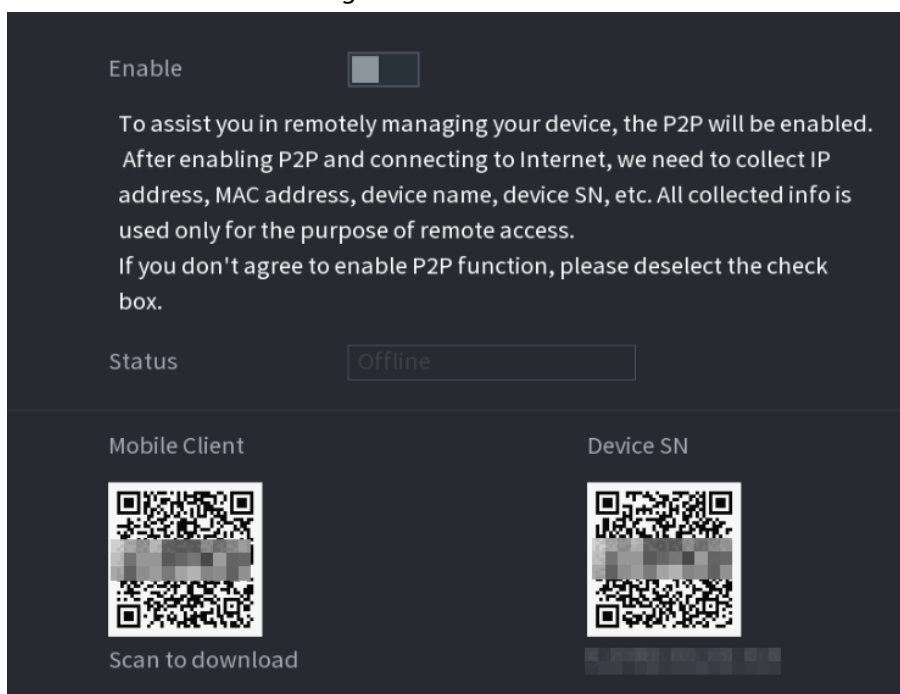 Enable
To assist you in remotely managing your device, the P2P will be enabled.
After enabling P2P and connecting to Internet, we need to collect IP
address, MAC address, device name, device SN, etc. All collected info is
used only for the purpose of remote access.
If you don't agree to enable P2P function, please deselect the check
box.
Status Offline
Mobile Client Device SN
Scan to download